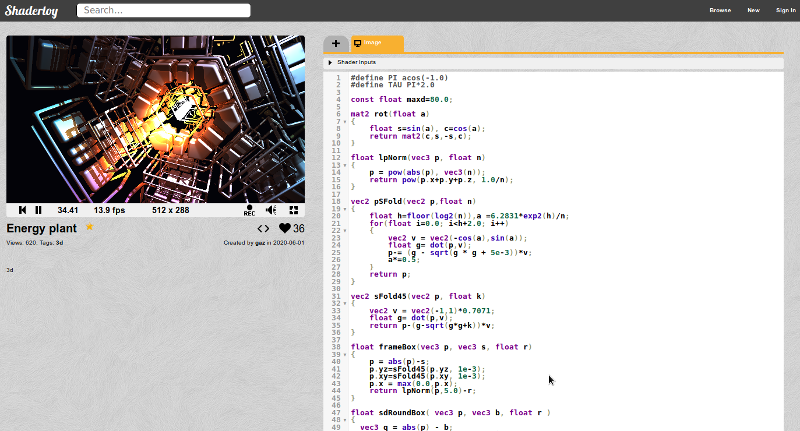 Shadertoy
Search...
Browse
New
Sign In
34.41
13.9 fps
512 x 288
REC
Energy plant
36
Views: 620, Tags: 3d
Created by gaz in 2020-06-01
3d
+
Image
Shader Inputs
1 #define PI acos(-1.0)
2 #define TAU PI*2.0
3
4 const float maxd=80.0;
5
6 mat2 rot(float a)
7 {
8 float s=sin(a), c=cos(a);
9 return mat2(c,s,-s,c);
10 }
11
12 float lpNorm(vec3 p, float n)
13 {
14 p = pow(abs(p), vec3(n));
15 return pow(p.x+p.y+p.z, 1.0/n);
16 }
17
18 vec2 pSFold(vec2 p,float n)
19 {
20 float h=floor(log2(n)),a =6.2831*exp2(h)/n;
21 for(float i=0.0; i<h+2.0; i++)
22 {
23 vec2 v = vec2(-cos(a),sin(a));
24 float g= dot(p,v);
25 p-= (g - sqrt(g * g + 5e-3))*v;
26 a*=0.5;
27 }
28 return p;
29 }
30
31 vec2 sFold45(vec2 p, float k)
32 {
33 vec2 v = vec2(-1,1)*0.7071;
34 float g= dot(p,v);
35 return p-(g-sqrt(g*g+k))*v;
36 }
37
38 float frameBox(vec3 p, vec3 s, float r)
39 {
40 p = abs(p)-s;
41 p.yz=sFold45(p.yz, 1e-3);
42 p.xy=sFold45(p.xy, 1e-3);
43 p.x = max(0.0,p.x);
44 return lpNorm(p,5.0)-r;
45 }
46
47 float sdRoundBox( vec3 p, vec3 b, float r )
48 {
49 vec3 q = abs(p) - b;